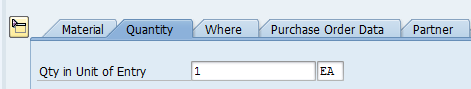 Material Quantity Where Purchase Order Data Partner
Qty in Unit of Entry 1 EA